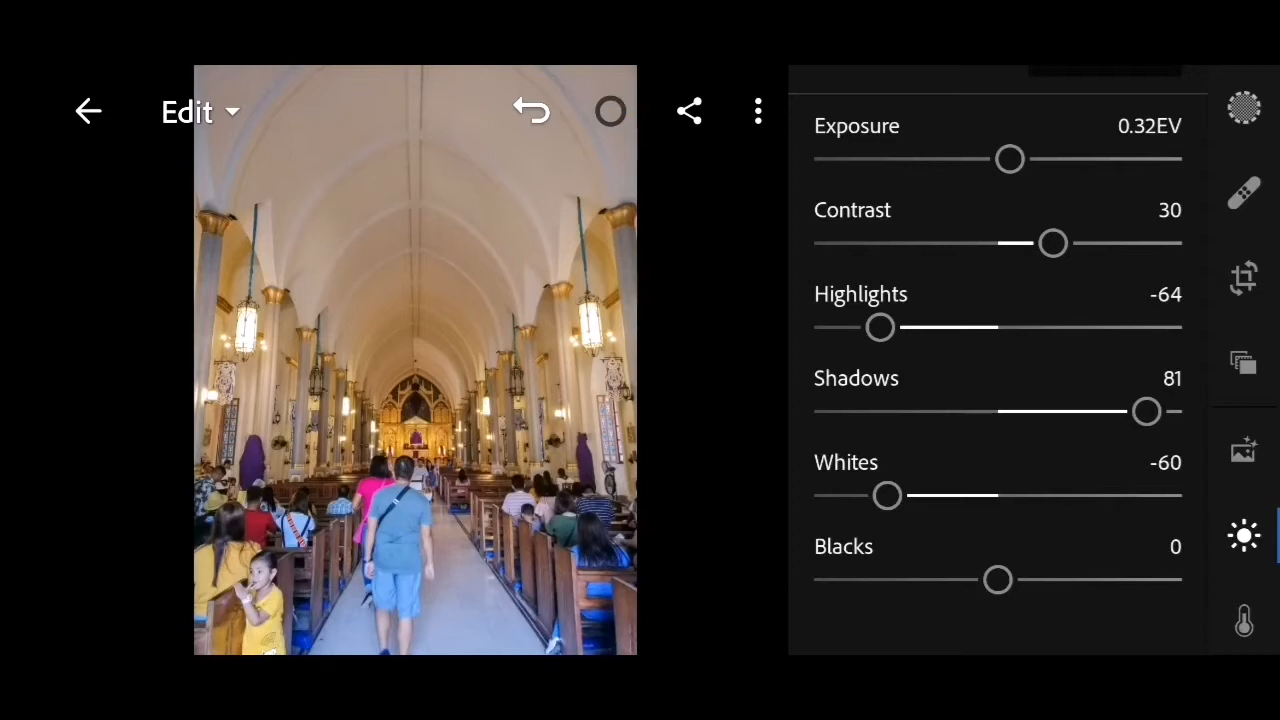 Edit
Exposure 0.32EV
Contrast 30
Highlights -64
Shadows 81
Whites -60
Blacks 0